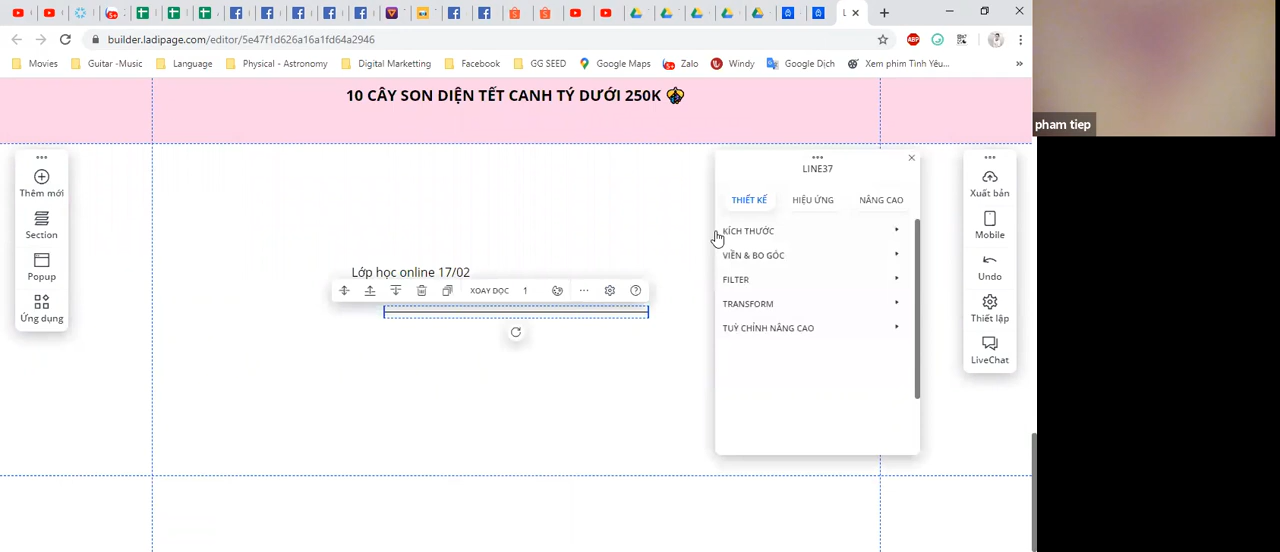 builder.ladipage.com/editor/5e47f1d626a16a1fd64a2946
ABP
Movies
Guitar -Music
Language
Physical - Astronomy
Digital Marketting
Facebook
GG SEED
Google Maps
Zalo
Windy
Google Dịch
Xem phim Tình Yêu...
pham tiep
10 CÂY SON DIỆN TẾT CANH TÝ DƯỚI 250K
Thêm mới
Section
Popup
Ứng dụng
Lớp học online 17/02
XOAY DỌC 1
LINE37
THIẾT KẾ HIỆU ỨNG NÂNG CAO
KÍCH THƯỚC
VIỀN & BO GÓC
FILTER
TRANSFORM
TUỲ CHỈNH NÂNG CAO
Xuất bản
Mobile
Undo
Thiết lập
LiveChat